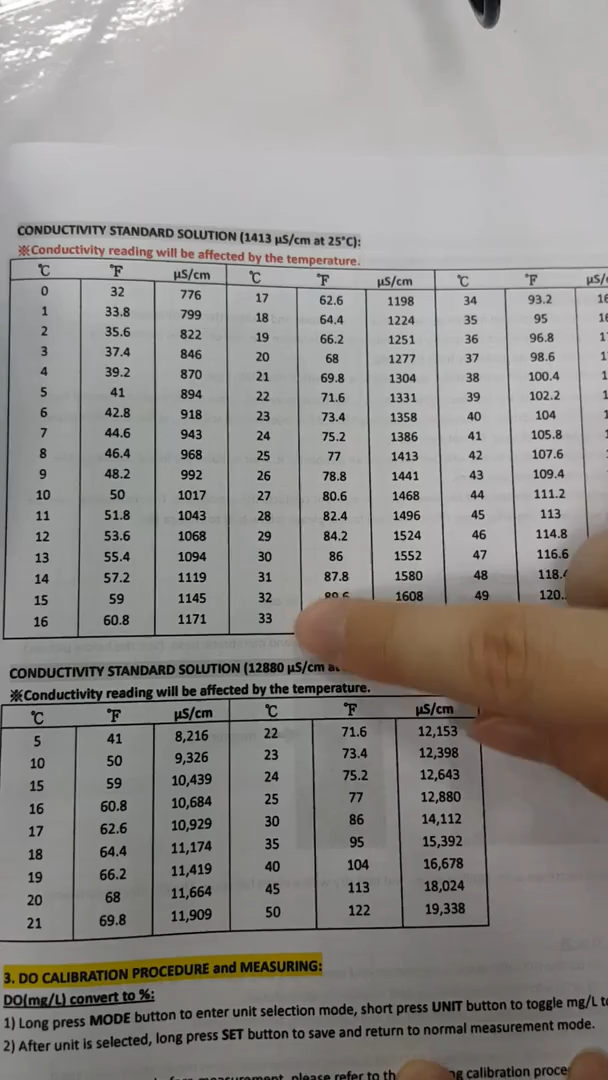 CONDUCTIVITY STANDARD SOLUTION (1413 µS/cm at 25°C):
※Conductivity reading will be affected by the temperature.
℃ ℉ µS/cm ℃ ℉ µS/cm ℃ ℉
0 32 776 17 62.6 1198 34 93.2
1 33.8 799 18 64.4 1224 35 95
2 35.6 822 19 66.2 1251 36 96.8
3 37.4 846 20 68 1277 37 98.6
4 39.2 870 21 69.8 1304 38 100.4
5 41 894 22 71.6 1331 39 102.2
6 42.8 918 23 73.4 1358 40 104
7 44.6 943 24 75.2 1386 41 105.8
8 46.4 968 25 77 1413 42 107.6
9 48.2 992 26 78.8 1441 43 109.4
10 50 1017 27 80.6 1468 44 111.2
11 51.8 1043 28 82.4 1496 45 113
12 53.6 1068 29 84.2 1524 46 114.8
13 55.4 1094 30 86 1552 47 116.6
14 57.2 1119 31 87.8 1580 48
15 59 1145 32 89.6 1608 49
16 60.8 1171 33
CONDUCTIVITY STANDARD SOLUTION (12880 µS/cm at
※Conductivity reading will be affected by the temperature.
℃ ℉ µS/cm ℃ ℉ µS/cm
5 41 8,216 22 71.6 12,153
10 50 9,326 23 73.4 12,398
15 59 10,439 24 75.2 12,643
16 60.8 10,684 25 77 12,880
17 62.6 10,929 30 86 14,112
18 64.4 11,174 35 95 15,392
19 66.2 11,419 40 104 16,678
20 68 11,664 45 113 18,024
21 69.8 11,909 50 122 19,338
3. DO CALIBRATION PROCEDURE and MEASURING:
DO(mg/L) convert to %:
1) Long press MODE button to enter unit selection mode, short press UNIT button to toggle mg/L to
2) After unit is selected, long press SET button to save and return to normal measurement mode.
measurement, please refer to calibration